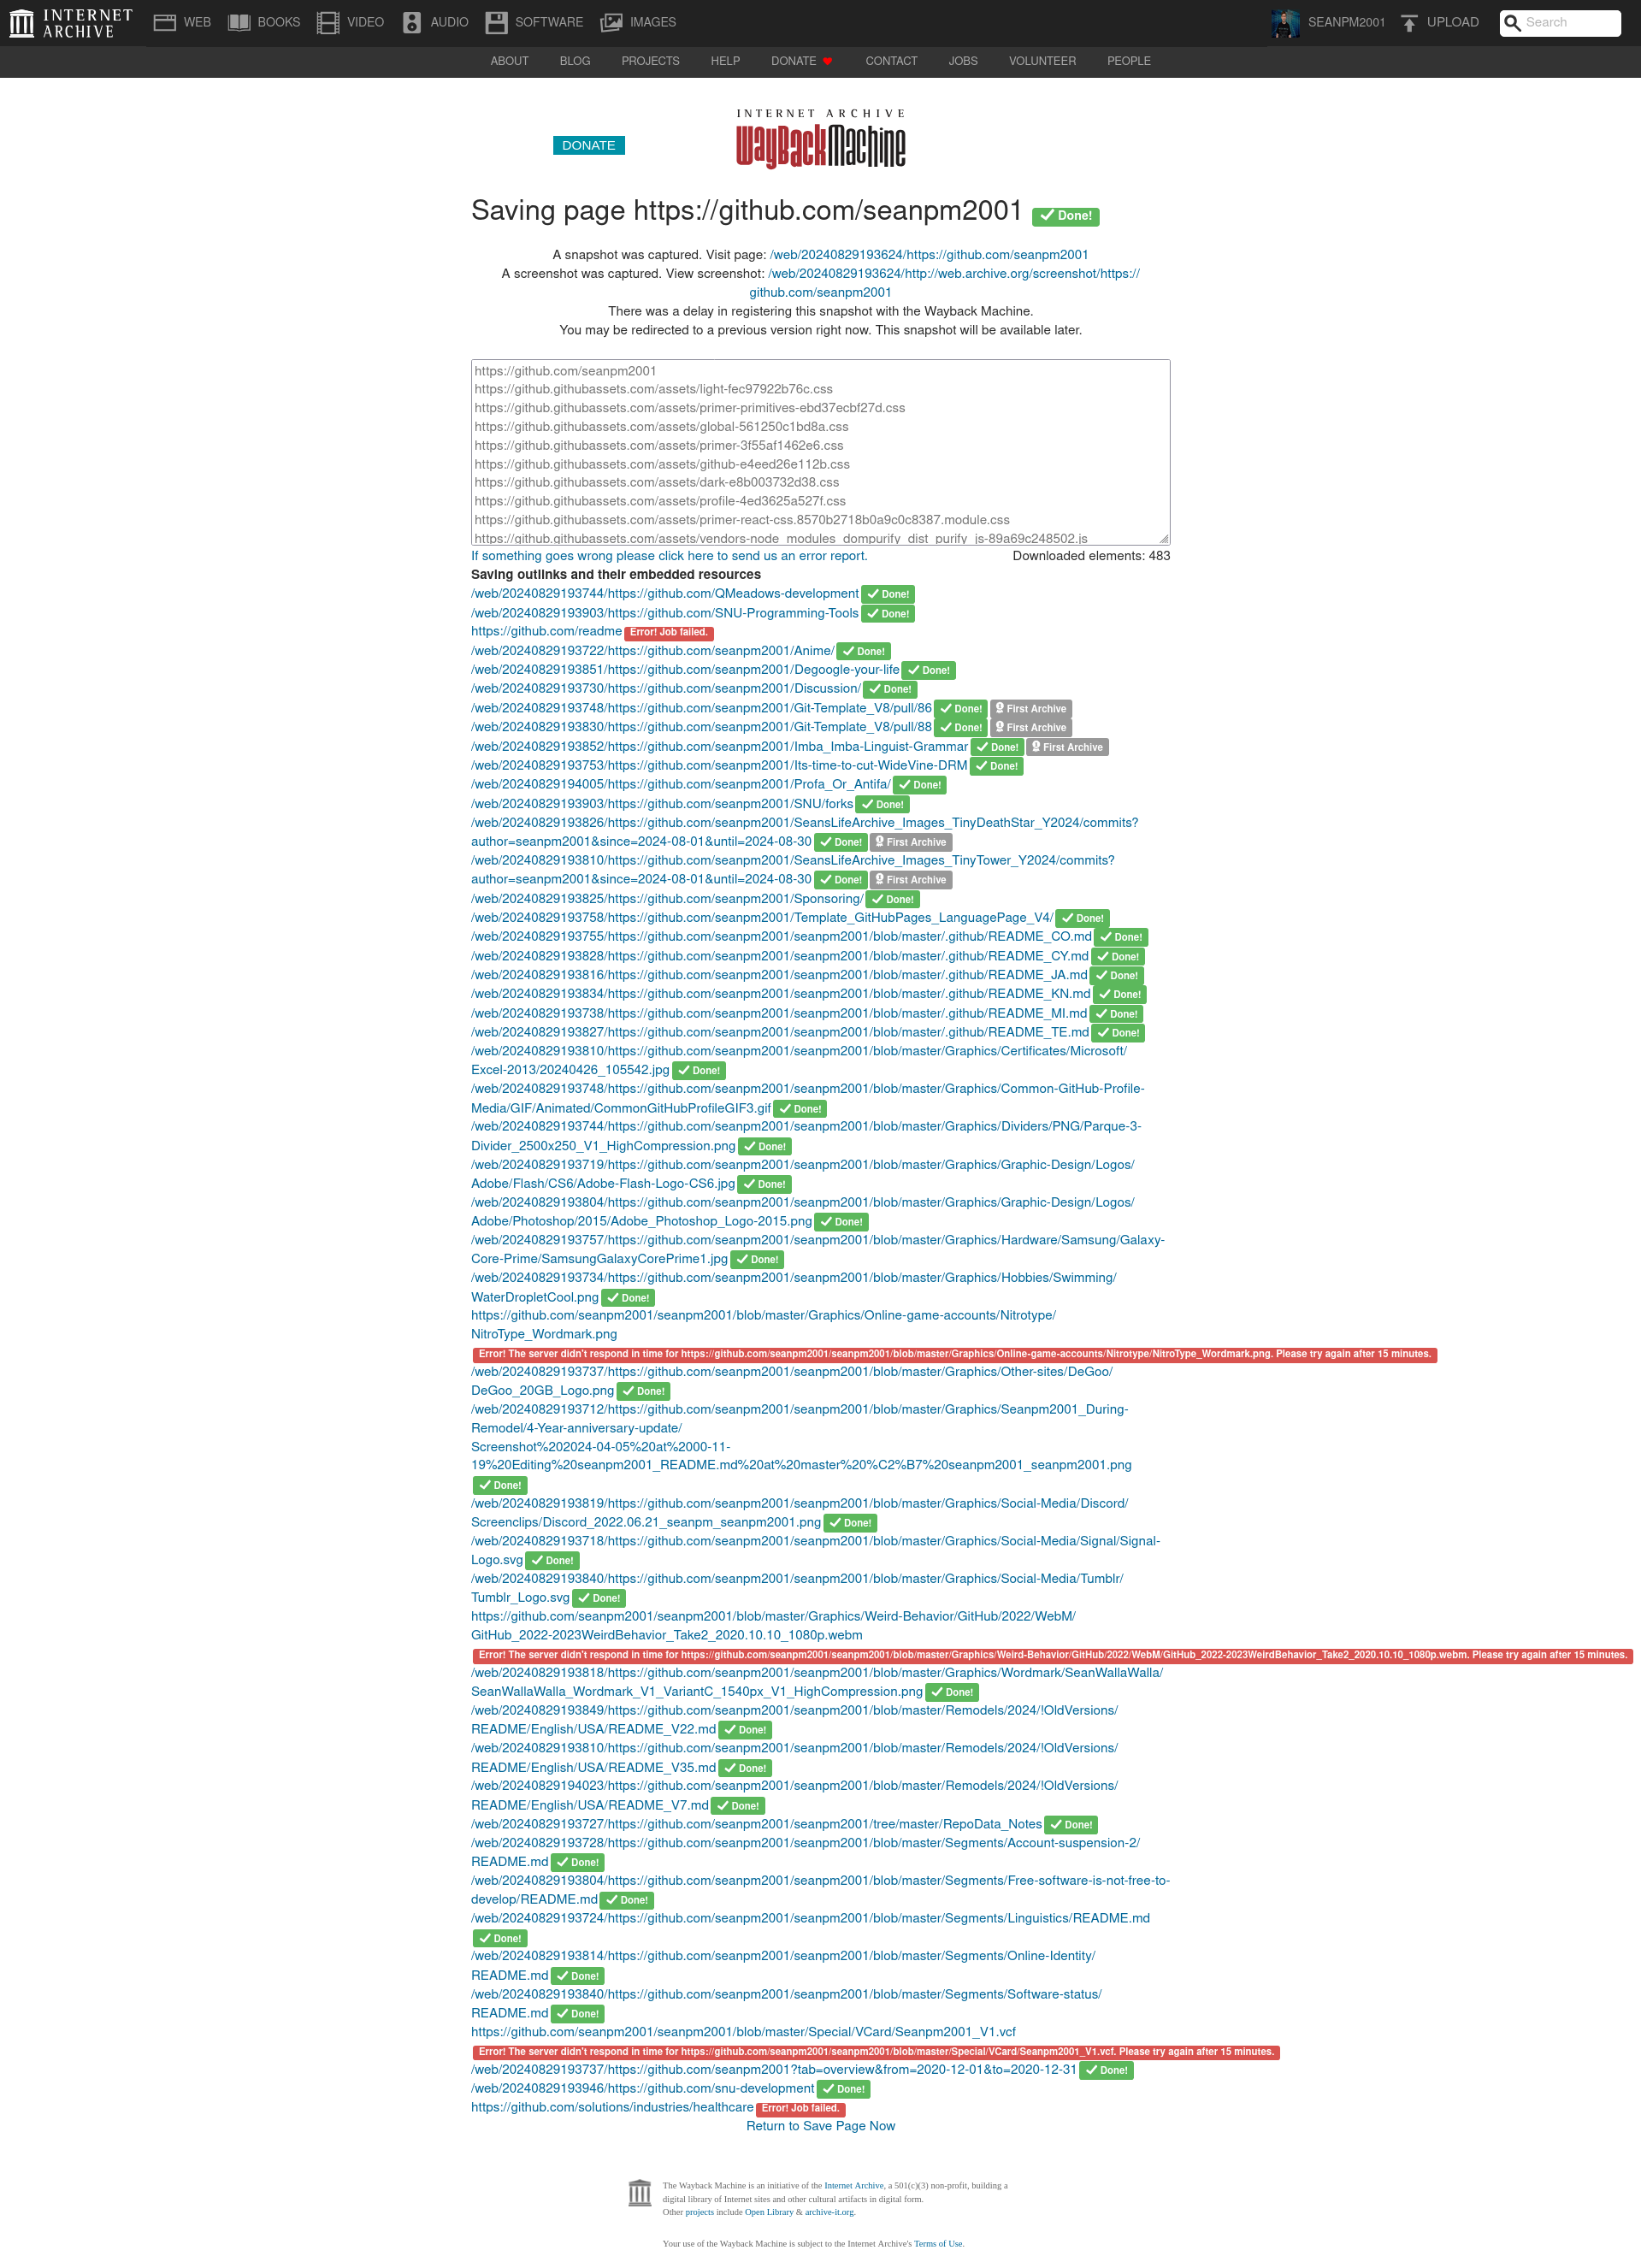 INTERNET ARCHIVE
WEB BOOKS VIDEO AUDIO SOFTWARE IMAGES SEANPM2001 UPLOAD Search
ABOUT BLOG PROJECTS HELP DONATE CONTACT JOBS VOLUNTEER PEOPLE
INTERNET ARCHIVE
DONATE WayBackMachine
Saving page https://github.com/seanpm2001 Done!
A snapshot was captured. Visit page: /web/20240829193624/https://github.com/seanpm2001
A screenshot was captured. View screenshot: /web/20240829193624/http://web.archive.org/screenshot/https://
github.com/seanpm2001
There was a delay in registering this snapshot with the Wayback Machine.
You may be redirected to a previous version right now. This snapshot will be available later.
https://github.com/seanpm2001
https://github.githubassets.com/assets/light-fec97922b76c.css
https://github.githubassets.com/assets/primer-primitives-ebd37ecbf27d.css
https://github.githubassets.com/assets/global-561250c1bd8a.css
https://github.githubassets.com/assets/primer-3f55af1462e6.css
https://github.githubassets.com/assets/github-e4eed26e112b.css
https://github.githubassets.com/assets/dark-e8b003732d38.css
https://github.githubassets.com/assets/profile-4ed3625a527f.css
https://github.githubassets.com/assets/primer-react-css.8570b2718b0a9c0c8387.module.css
https://github.githubassets.com/assets/vendors-node_modules_dompurify_dist_purify_js-89a69c248502.js
If something goes wrong please click here to send us an error report. Downloaded elements: 483
Saving outlinks and their embedded resources
/web/20240829193744/https://github.com/QMeadows-development Done!
/web/20240829193903/https://github.com/SNU-Programming-Tools Done!
https://github.com/readme Error! Job failed.
/web/20240829193722/https://github.com/seanpm2001/Anime/ Done!
/web/20240829193851/https://github.com/seanpm2001/Degoogle-your-life Done!
/web/20240829193730/https://github.com/seanpm2001/Discussion/ Done!
/web/20240829193748/https://github.com/seanpm2001/Git-Template_V8/pull/86 Done! First Archive
/web/20240829193830/https://github.com/seanpm2001/Git-Template_V8/pull/88 Done! First Archive
/web/20240829193852/https://github.com/seanpm2001/Imba_Imba-Linguist-Grammar Done! First Archive
/web/20240829193753/https://github.com/seanpm2001/Its-time-to-cut-WideVine-DRM Done!
/web/20240829194005/https://github.com/seanpm2001/Profa_Or_Antifa/ Done!
/web/20240829193903/https://github.com/seanpm2001/SNU/forks Done!
/web/20240829193826/https://github.com/seanpm2001/SeansLifeArchive_Images_TinyDeathStar_Y2024/commits?
author=seanpm2001&since=2024-08-01&until=2024-08-30 Done! First Archive
/web/20240829193810/https://github.com/seanpm2001/SeansLifeArchive_Images_TinyTower_Y2024/commits?
author=seanpm2001&since=2024-08-01&until=2024-08-30 Done! First Archive
/web/20240829193825/https://github.com/seanpm2001/Sponsoring/ Done!
/web/20240829193758/https://github.com/seanpm2001/Template_GitHubPages_LanguagePage_V4/ Done!
/web/20240829193755/https://github.com/seanpm2001/seanpm2001/blob/master/.github/README_CO.md Done!
/web/20240829193828/https://github.com/seanpm2001/seanpm2001/blob/master/.github/README_CY.md Done!
/web/20240829193816/https://github.com/seanpm2001/seanpm2001/blob/master/.github/README_JA.md Done!
/web/20240829193834/https://github.com/seanpm2001/seanpm2001/blob/master/.github/README_KN.md Done!
/web/20240829193738/https://github.com/seanpm2001/seanpm2001/blob/master/.github/README_MI.md Done!
/web/20240829193827/https://github.com/seanpm2001/seanpm2001/blob/master/.github/README_TE.md Done!
/web/20240829193810/https://github.com/seanpm2001/seanpm2001/blob/master/Graphics/Certificates/Microsoft/
Excel-2013/20240426_105542.jpg Done!
/web/20240829193748/https://github.com/seanpm2001/seanpm2001/blob/master/Graphics/Common-GitHub-Profile-
Media/GIF/Animated/CommonGitHubProfileGIF3.gif Done!
/web/20240829193744/https://github.com/seanpm2001/seanpm2001/blob/master/Graphics/Dividers/PNG/Parque-3-
Divider_2500x250_V1_HighCompression.png Done!
/web/20240829193719/https://github.com/seanpm2001/seanpm2001/blob/master/Graphics/Graphic-Design/Logos/
Adobe/Flash/CS6/Adobe-Flash-Logo-CS6.jpg Done!
/web/20240829193804/https://github.com/seanpm2001/seanpm2001/blob/master/Graphics/Graphic-Design/Logos/
Adobe/Photoshop/2015/Adobe_Photoshop_Logo-2015.png Done!
/web/20240829193757/https://github.com/seanpm2001/seanpm2001/blob/master/Graphics/Hardware/Samsung/Galaxy-
Core-Prime/SamsungGalaxyCorePrime1.jpg Done!
/web/20240829193734/https://github.com/seanpm2001/seanpm2001/blob/master/Graphics/Hobbies/Swimming/
WaterDropletCool.png Done!
https://github.com/seanpm2001/seanpm2001/blob/master/Graphics/Online-game-accounts/Nitrotype/
NitroType_Wordmark.png
Error! The server didn't respond in time for https://github.com/seanpm2001/seanpm2001/blob/master/Graphics/Online-game-accounts/Nitrotype/NitroType_Wordmark.png. Please try again after 15 minutes.
/web/20240829193737/https://github.com/seanpm2001/seanpm2001/blob/master/Graphics/Other-sites/DeGoo/
DeGoo_20GB_Logo.png Done!
/web/20240829193712/https://github.com/seanpm2001/seanpm2001/blob/master/Graphics/Seanpm2001_During-
Remodel/4-Year-anniversary-update/
Screenshot%202024-04-05%20at%2000-11-
19%20Editing%20seanpm2001_README.md%20at%20master%20%C2%B7%20seanpm2001_seanpm2001.png
Done!
/web/20240829193819/https://github.com/seanpm2001/seanpm2001/blob/master/Graphics/Social-Media/Discord/
Screenclips/Discord_2022.06.21_seanpm_seanpm2001.png Done!
/web/20240829193718/https://github.com/seanpm2001/seanpm2001/blob/master/Graphics/Social-Media/Signal/Signal-
Logo.svg Done!
/web/20240829193840/https://github.com/seanpm2001/seanpm2001/blob/master/Graphics/Social-Media/Tumblr/
Tumblr_Logo.svg Done!
https://github.com/seanpm2001/seanpm2001/blob/master/Graphics/Weird-Behavior/GitHub/2022/WebM/
GitHub_2022-2023WeirdBehavior_Take2_2020.10.10_1080p.webm
Error! The server didn't respond in time for https://github.com/seanpm2001/seanpm2001/blob/master/Graphics/Weird-Behavior/GitHub/2022/WebM/GitHub_2022-2023WeirdBehavior_Take2_2020.10.10_1080p.webm. Please try again after 15 minutes.
/web/20240829193818/https://github.com/seanpm2001/seanpm2001/blob/master/Graphics/Wordmark/SeanWallaWalla/
SeanWallaWalla_Wordmark_V1_VariantC_1540px_V1_HighCompression.png Done!
/web/20240829193849/https://github.com/seanpm2001/seanpm2001/blob/master/Remodels/2024/!OldVersions/
README/English/USA/README_V22.md Done!
/web/20240829193810/https://github.com/seanpm2001/seanpm2001/blob/master/Remodels/2024/!OldVersions/
README/English/USA/README_V35.md Done!
/web/20240829194023/https://github.com/seanpm2001/seanpm2001/blob/master/Remodels/2024/!OldVersions/
README/English/USA/README_V7.md Done!
/web/20240829193727/https://github.com/seanpm2001/seanpm2001/tree/master/RepoData_Notes Done!
/web/20240829193728/https://github.com/seanpm2001/seanpm2001/blob/master/Segments/Account-suspension-2/
README.md Done!
/web/20240829193804/https://github.com/seanpm2001/seanpm2001/blob/master/Segments/Free-software-is-not-free-to-
develop/README.md Done!
/web/20240829193724/https://github.com/seanpm2001/seanpm2001/blob/master/Segments/Linguistics/README.md
Done!
/web/20240829193814/https://github.com/seanpm2001/seanpm2001/blob/master/Segments/Online-Identity/
README.md Done!
/web/20240829193840/https://github.com/seanpm2001/seanpm2001/blob/master/Segments/Software-status/
README.md Done!
https://github.com/seanpm2001/seanpm2001/blob/master/Special/VCard/Seanpm2001_V1.vcf
Error! The server didn't respond in time for https://github.com/seanpm2001/seanpm2001/blob/master/Special/VCard/Seanpm2001_V1.vcf. Please try again after 15 minutes.
/web/20240829193737/https://github.com/seanpm2001?tab=overview&from=2020-12-01&to=2020-12-31 Done!
/web/20240829193946/https://github.com/snu-development Done!
https://github.com/solutions/industries/healthcare Error! Job failed.
Return to Save Page Now
The Wayback Machine is an initiative of the Internet Archive, a 501(c)(3) non-profit, building a
digital library of Internet sites and other cultural artifacts in digital form.
Other projects include Open Library & archive-it.org.
Your use of the Wayback Machine is subject to the Internet Archive's Terms of Use.